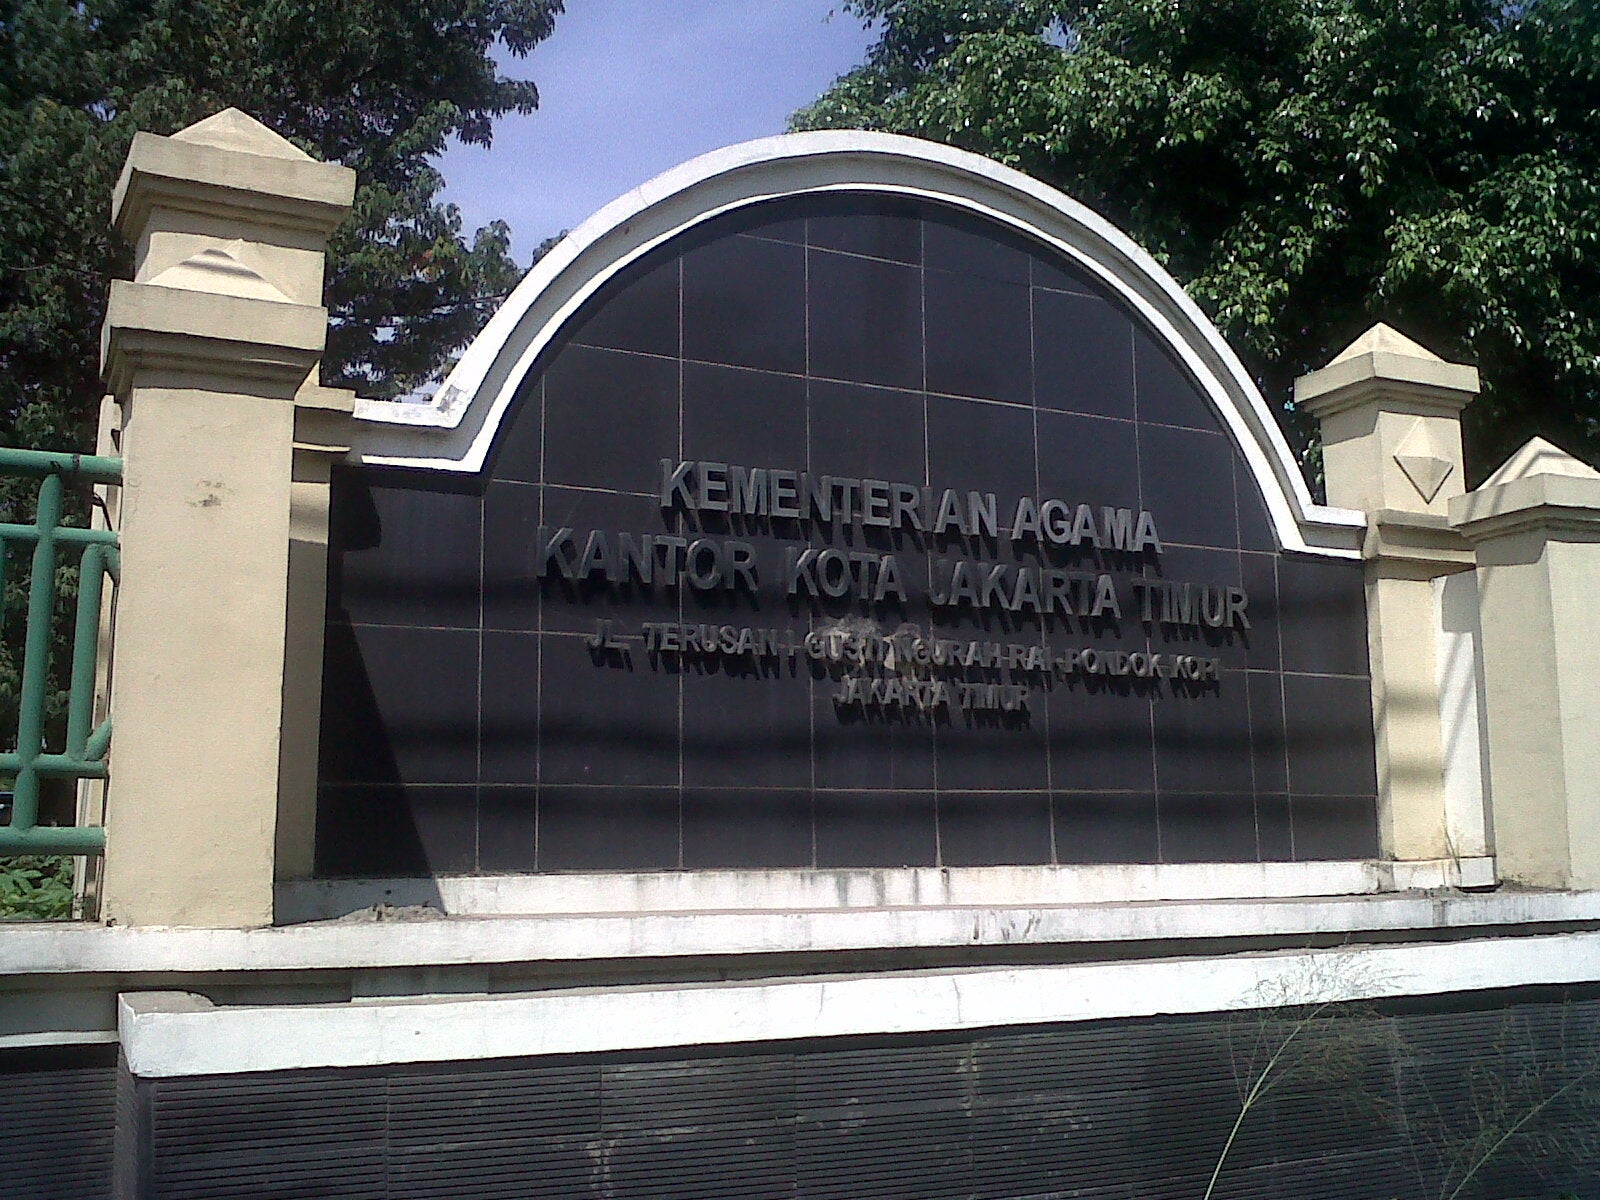 KEMENTERIAN AGAMA
KANTOR KOTA JAKARTA TIMUR
JL. TERUSAN I GUSTI NGURAH RAI PONDOK KOPI
JAKARTA TIMUR